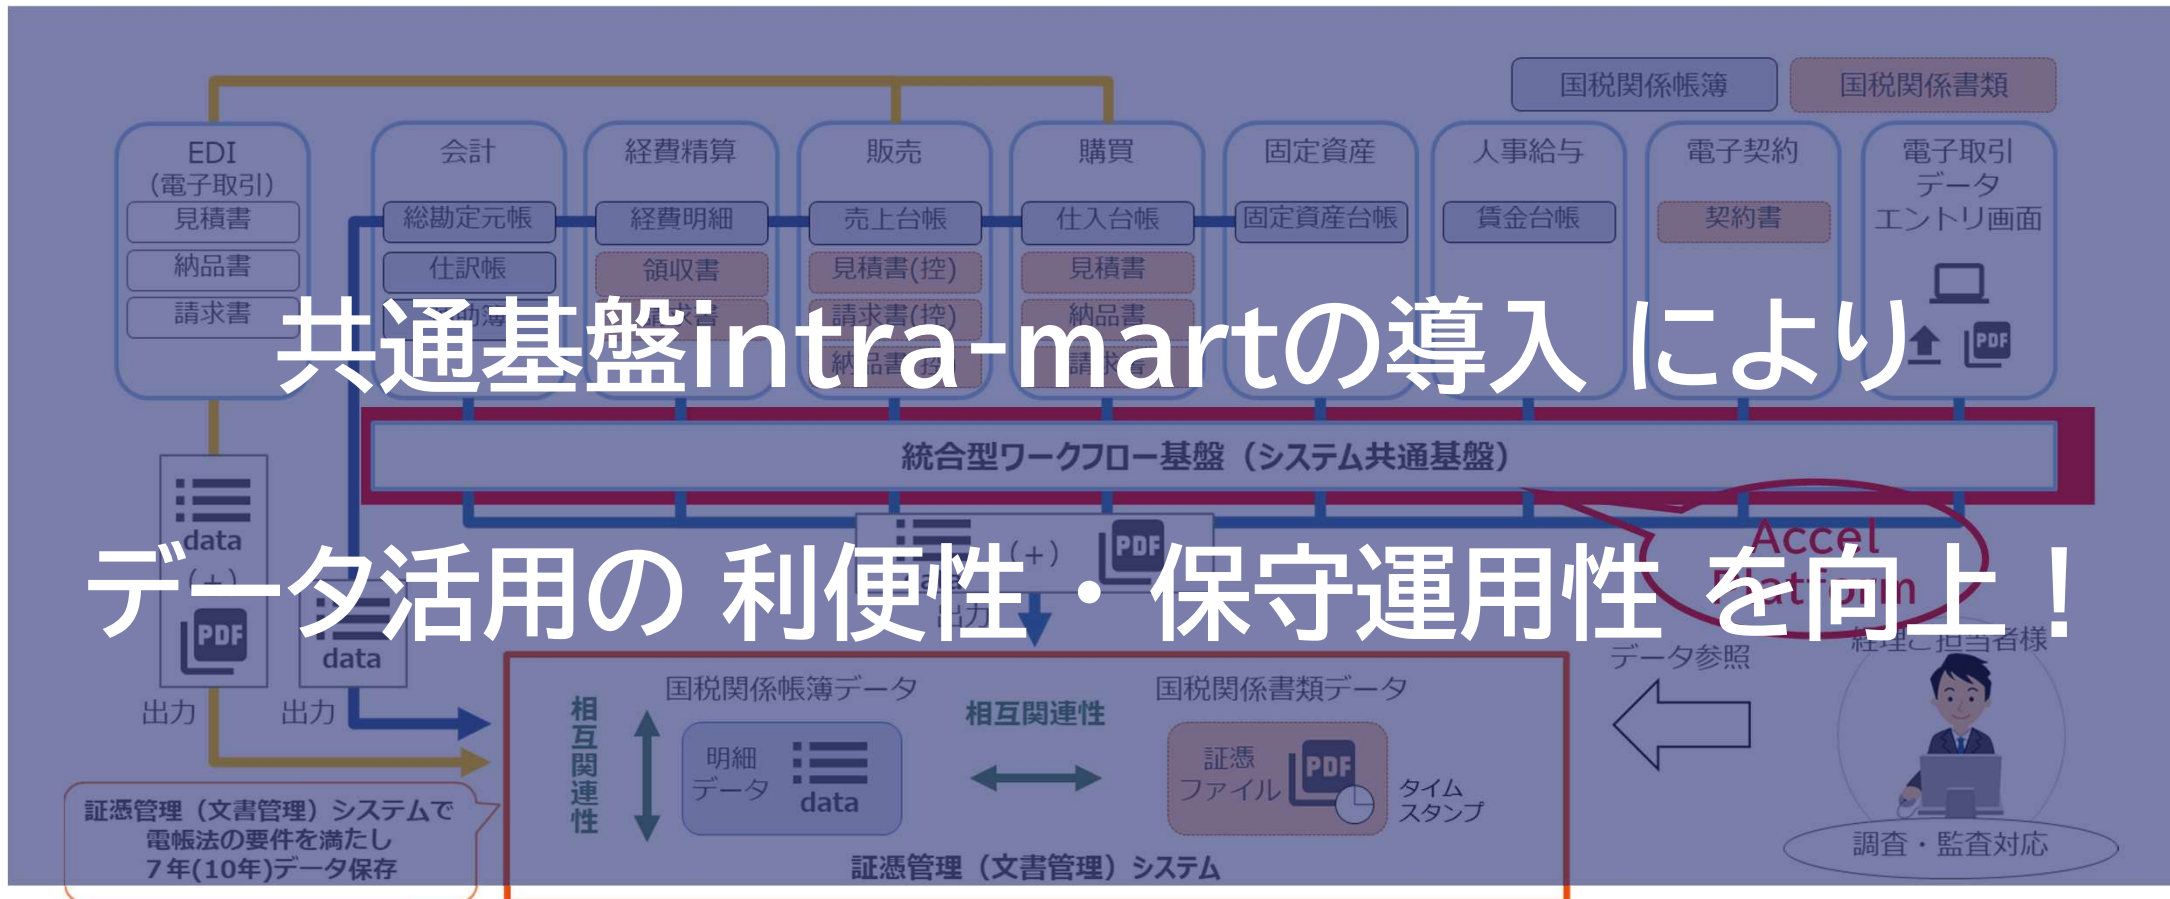 国税関係帳簿
国税関係書類
EDI
（電子取引）
見積書
納品書
請求書
会計
総勘定元帳
仕訳帳
経費精算
経費明細
領収書
販売
売上台帳
見積書(控)
請求書(控)
購買
仕入台帳
見積書
納品書
固定資産
固定資産台帳
人事給与
賃金台帳
電子契約
契約書
電子取引
データ
エントリ画面
PDF
共通基盤intra-martの導入 により
統合型ワークフロー基盤（システム共通基盤）
Accel
Platform
データ活用の 利便性・保守運用性 を向上！
data
(+)
PDF
出力
data
出力
(+)
PDF
出力
データ参照
経理ご担当者様
調査・監査対応
国税関係帳簿データ
国税関係書類データ
相互関連性
相互関連性
明細
データ
data
証憑
ファイル
PDF
タイム
スタンプ
証憑管理（文書管理）システム
証憑管理（文書管理）システムで
電帳法の要件を満たし
７年(10年)データ保存